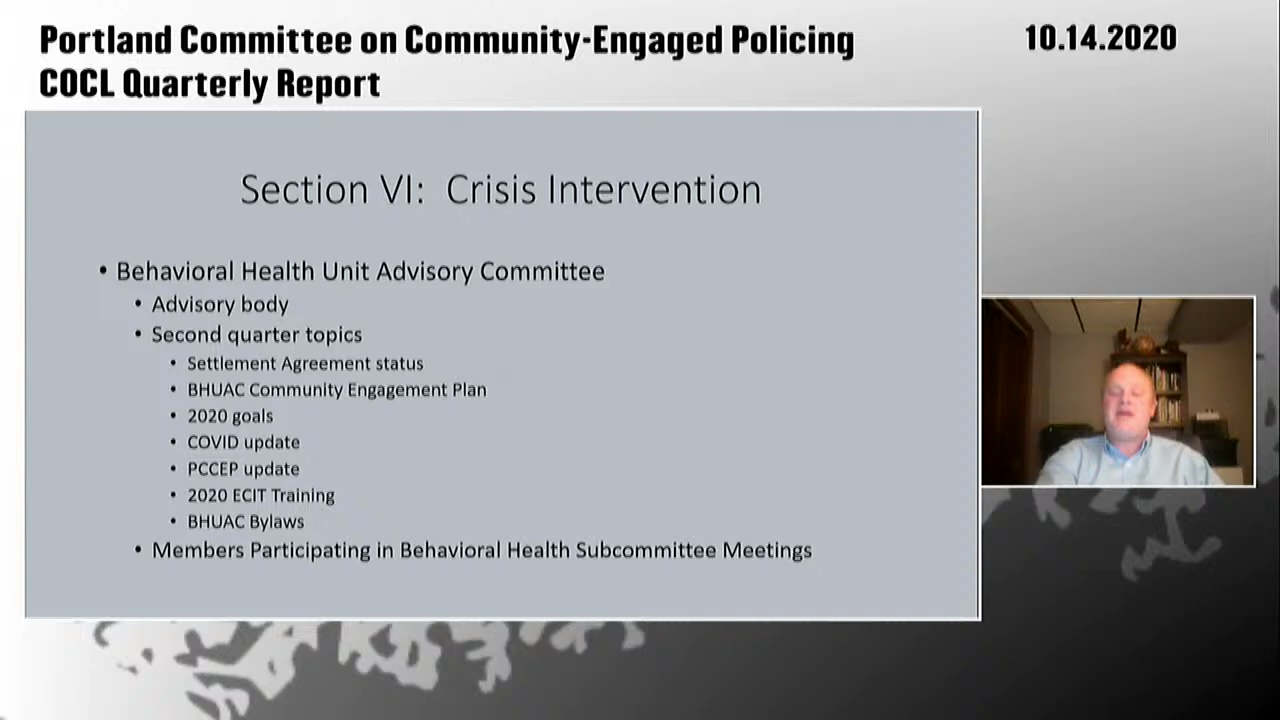 Portland Committee on Community-Engaged Policing
COCL Quarterly Report
10.14.2020
Section VI: Crisis Intervention
• Behavioral Health Unit Advisory Committee
• Advisory body
• Second quarter topics
• Settlement Agreement status
• BHUAC Community Engagement Plan
• 2020 goals
• COVID update
• PCCEP update
• 2020 ECIT Training
• BHUAC Bylaws
• Members Participating in Behavioral Health Subcommittee Meetings